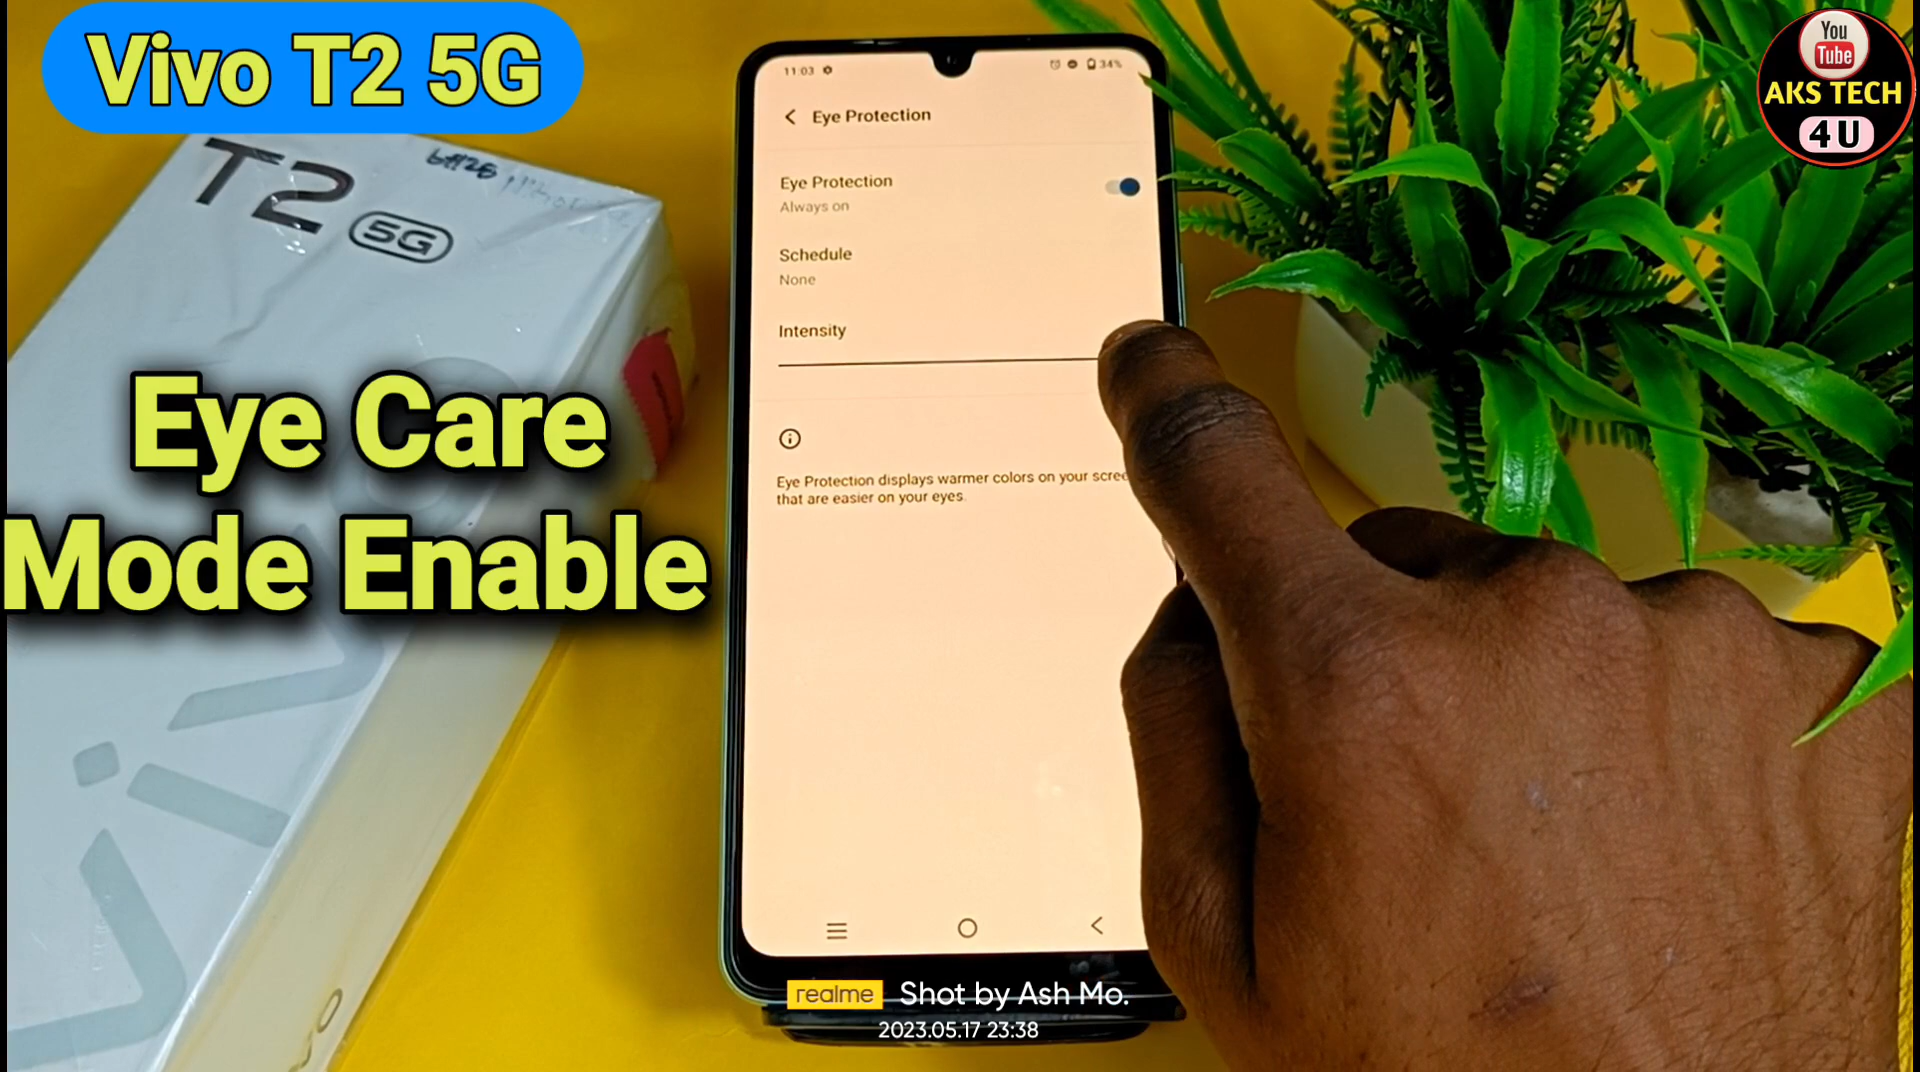 Vivo T2 5G
You
Tube
AKS TECH
4U
T2 5G
vivo
Eye Care
Mode Enable
11:03
34%
Eye Protection
Eye Protection
Always on
Schedule
None
Intensity
Eye Protection displays warmer colors on your scree
that are easier on your eyes.
realme Shot by Ash Mo.
2023.05.17 23:38